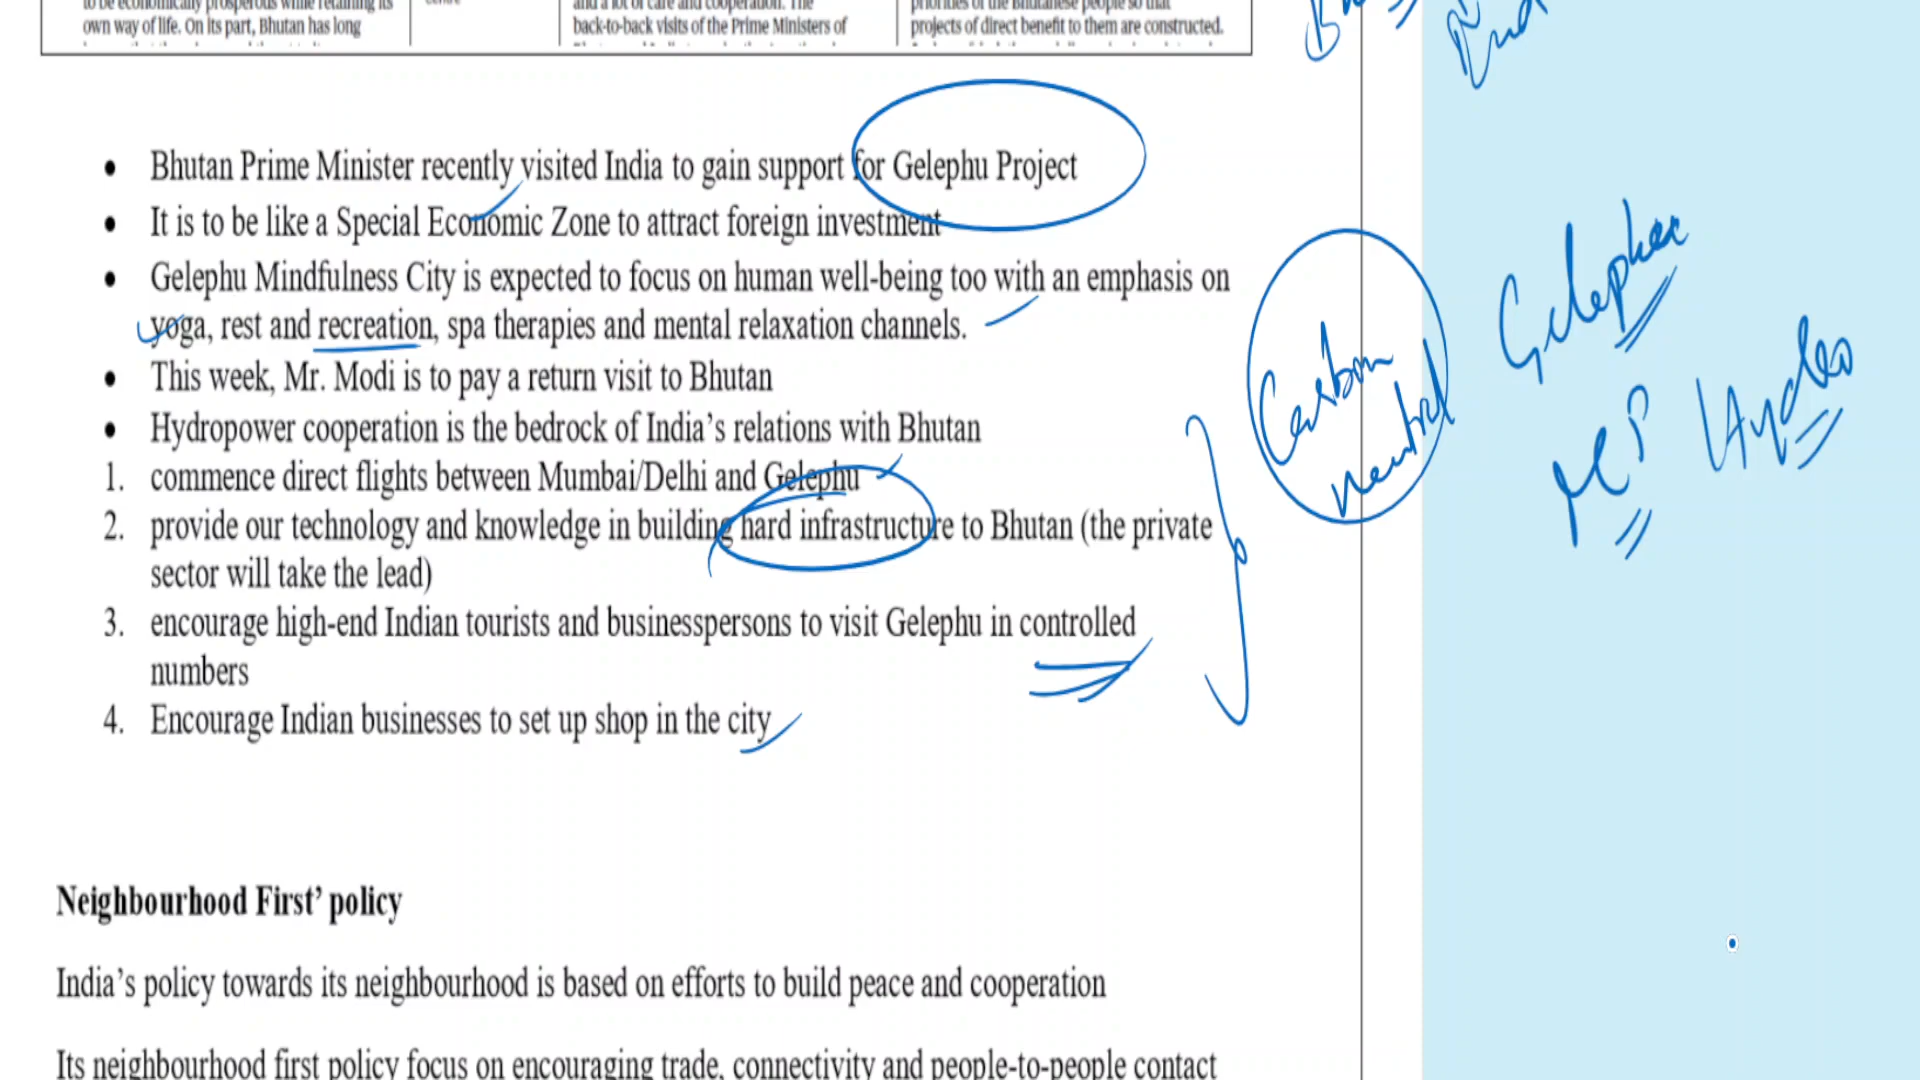 own way of life. On its part, Bhutan has long
back-to-back visits of the Prime Ministers of
projects of direct benefit to them are constructed.
• Bhutan Prime Minister recently visited India to gain support for Gelephu Project
• It is to be like a Special Economic Zone to attract foreign investment
• Gelephu Mindfulness City is expected to focus on human well-being too with an emphasis on
yoga, rest and recreation, spa therapies and mental relaxation channels.
• This week, Mr. Modi is to pay a return visit to Bhutan
• Hydropower cooperation is the bedrock of India’s relations with Bhutan
1. commence direct flights between Mumbai/Delhi and Gelephu
2. provide our technology and knowledge in building hard infrastructure to Bhutan (the private
sector will take the lead)
3. encourage high-end Indian tourists and businesspersons to visit Gelephu in controlled
numbers
4. Encourage Indian businesses to set up shop in the city
Carbon
neutral
Gelephu
Hydro
Neighbourhood First’ policy
India’s policy towards its neighbourhood is based on efforts to build peace and cooperation
Its neighbourhood first policy focus on encouraging trade, connectivity and people-to-people contact